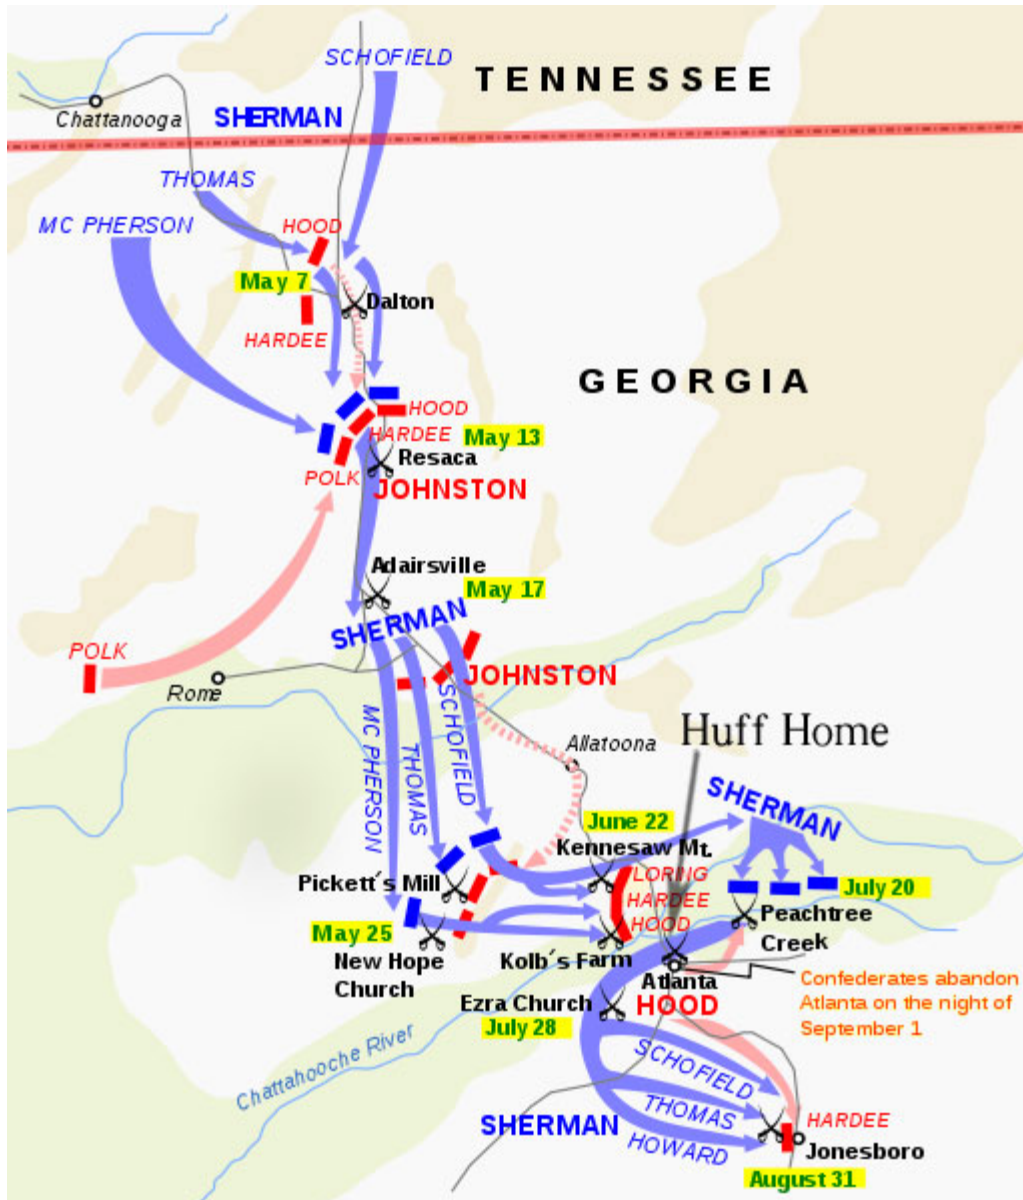 SCHOFIELD
TENNESSEE
Chattanooga
SHERMAN
THOMAS
MC PHERSON
HOOD
May 7
Dalton
HARDEE
GEORGIA
HOOD
HARDEE
May 13
Resaca
POLK
JOHNSTON
Adairsville
May 17
SHERMAN
POLK
JOHNSTON
Rome
MC PHERSON
THOMAS
SCHOFIELD
Allatoona
Huff Home
SHERMAN
June 22
Kennesaw Mt.
LORING
HARDEE
HOOD
Pickett's Mill
July 20
Peachtree
Creek
May 25
New Hope
Church
Kolb's Farm
Atlanta
HOOD
Confederates abandon
Atlanta on the night of
September 1
Ezra Church
July 28
Chattahooche River
SCHOFIELD
THOMAS
HOWARD
SHERMAN
HARDEE
Jonesboro
August 31